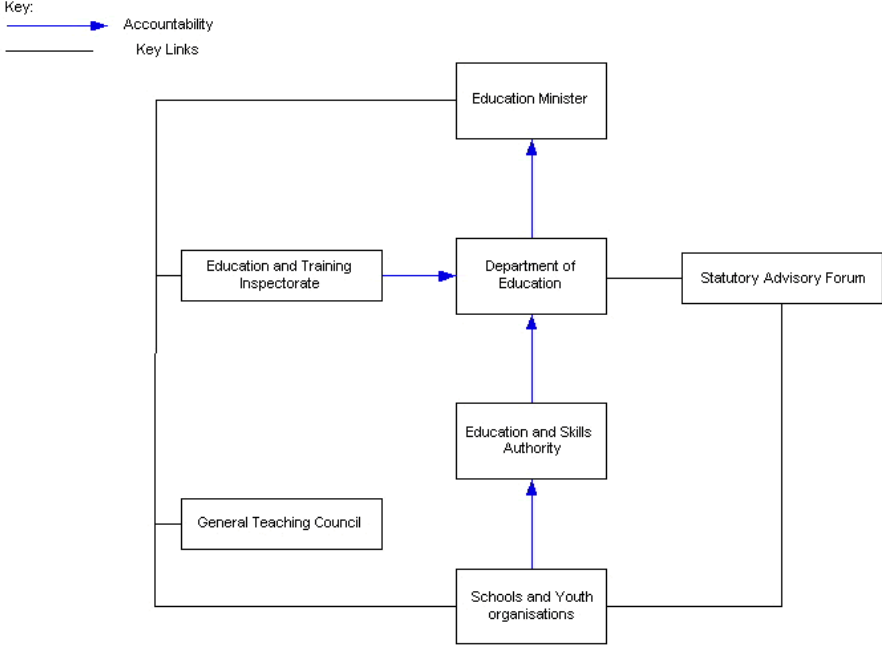 Key:
Accountability
Key Links
Education Minister
Education and Training
Inspectorate
Department of
Education
Statutory Advisory Forum
Education and Skills
Authority
General Teaching Council
Schools and Youth
organisations